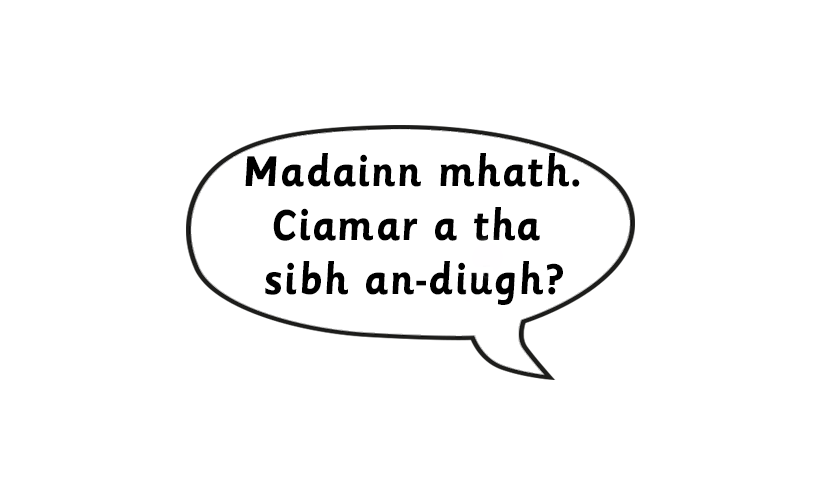 Madainn mhath.
Ciamar a tha
sibh an-diugh?